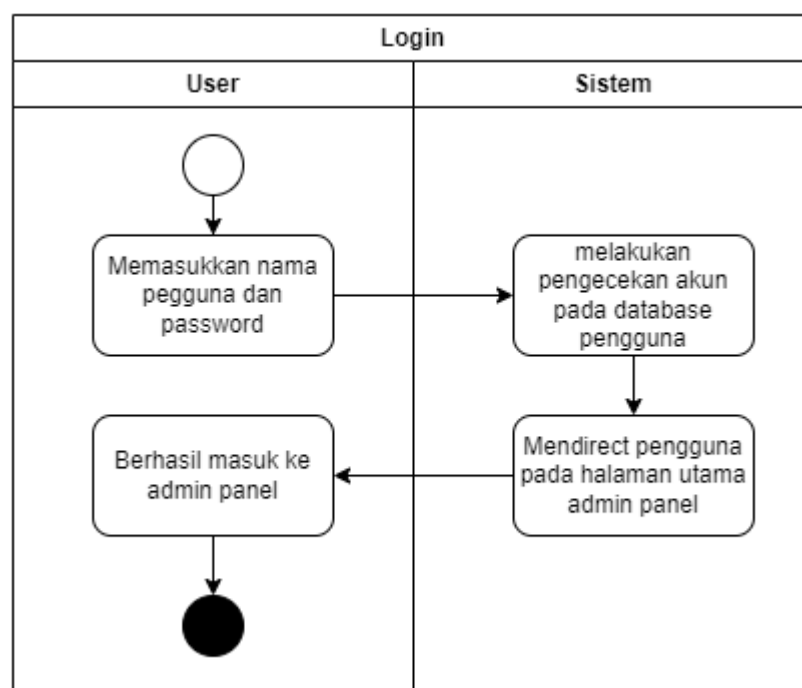 Login
User
Sistem
Memasukkan nama
pegguna dan
password
melakukan
pengecekan akun
pada database
pengguna
Berhasil masuk ke
admin panel
Mendirect pengguna
pada halaman utama
admin panel